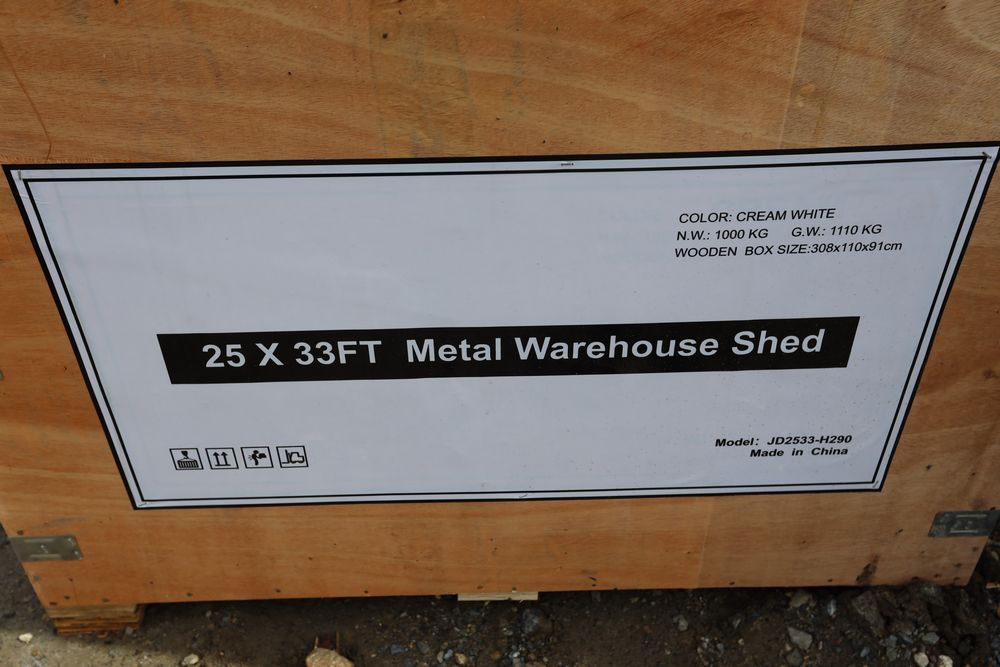 COLOR: CREAM WHITE
N.W.: 1000 KG G.W.: 1110 KG
WOODEN BOX SIZE:308x110x91cm
25 X 33FT Metal Warehouse Shed
Model: JD2533-H290
Made in China